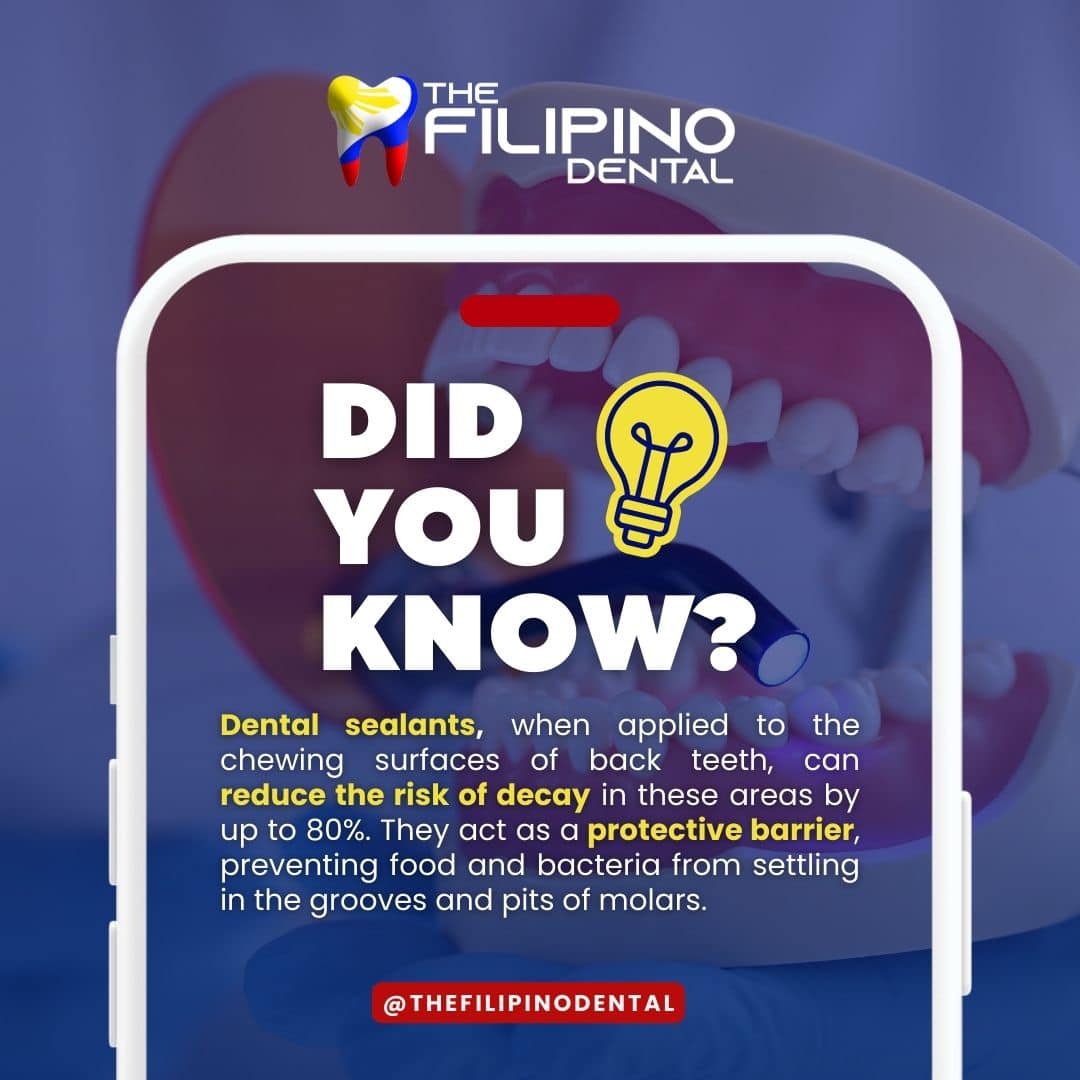 THE
FILIPINO
DENTAL
DID
YOU
KNOW?
Dental sealants, when applied to the
chewing surfaces of back teeth, can
reduce the risk of decay in these areas by
up to 80%. They act as a protective barrier,
preventing food and bacteria from settling
in the grooves and pits of molars.
@THEFILIPINODENTAL